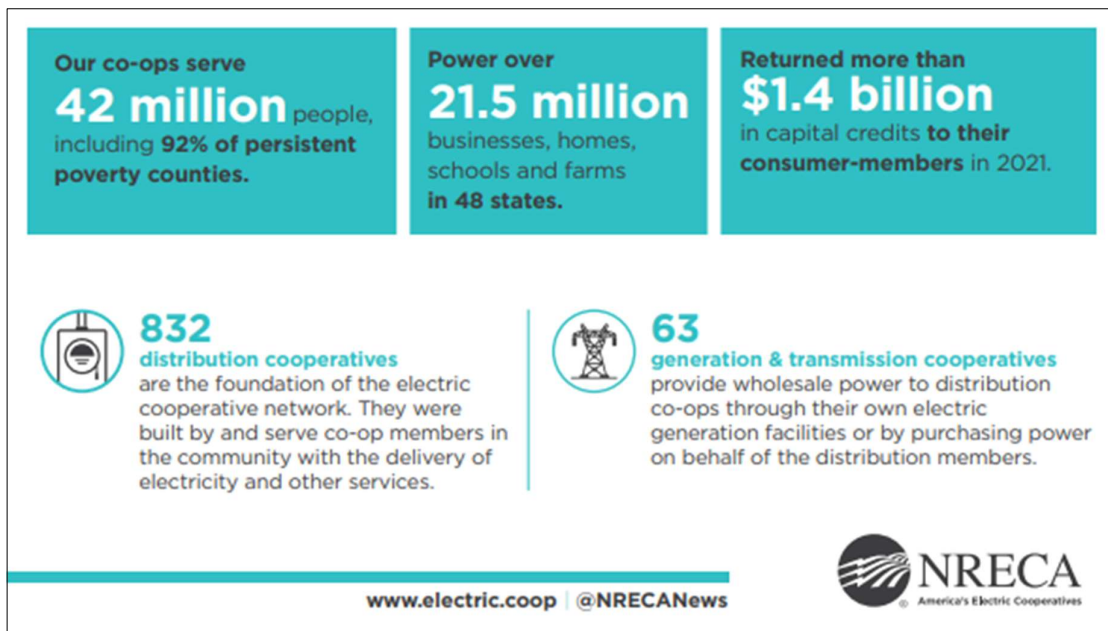 Our co-ops serve
42 million people,
including 92% of persistent
poverty counties.
Power over
21.5 million
businesses, homes,
schools and farms
in 48 states.
Returned more than
$1.4 billion
in capital credits to their
consumer-members in 2021.
832
distribution cooperatives
are the foundation of the electric
cooperative network. They were
built by and serve co-op members in
the community with the delivery of
electricity and other services.
63
generation & transmission cooperatives
provide wholesale power to distribution
co-ops through their own electric
generation facilities or by purchasing power
on behalf of the distribution members.
www.electric.coop | @NRECANews
® NRECA
America's Electric Cooperatives